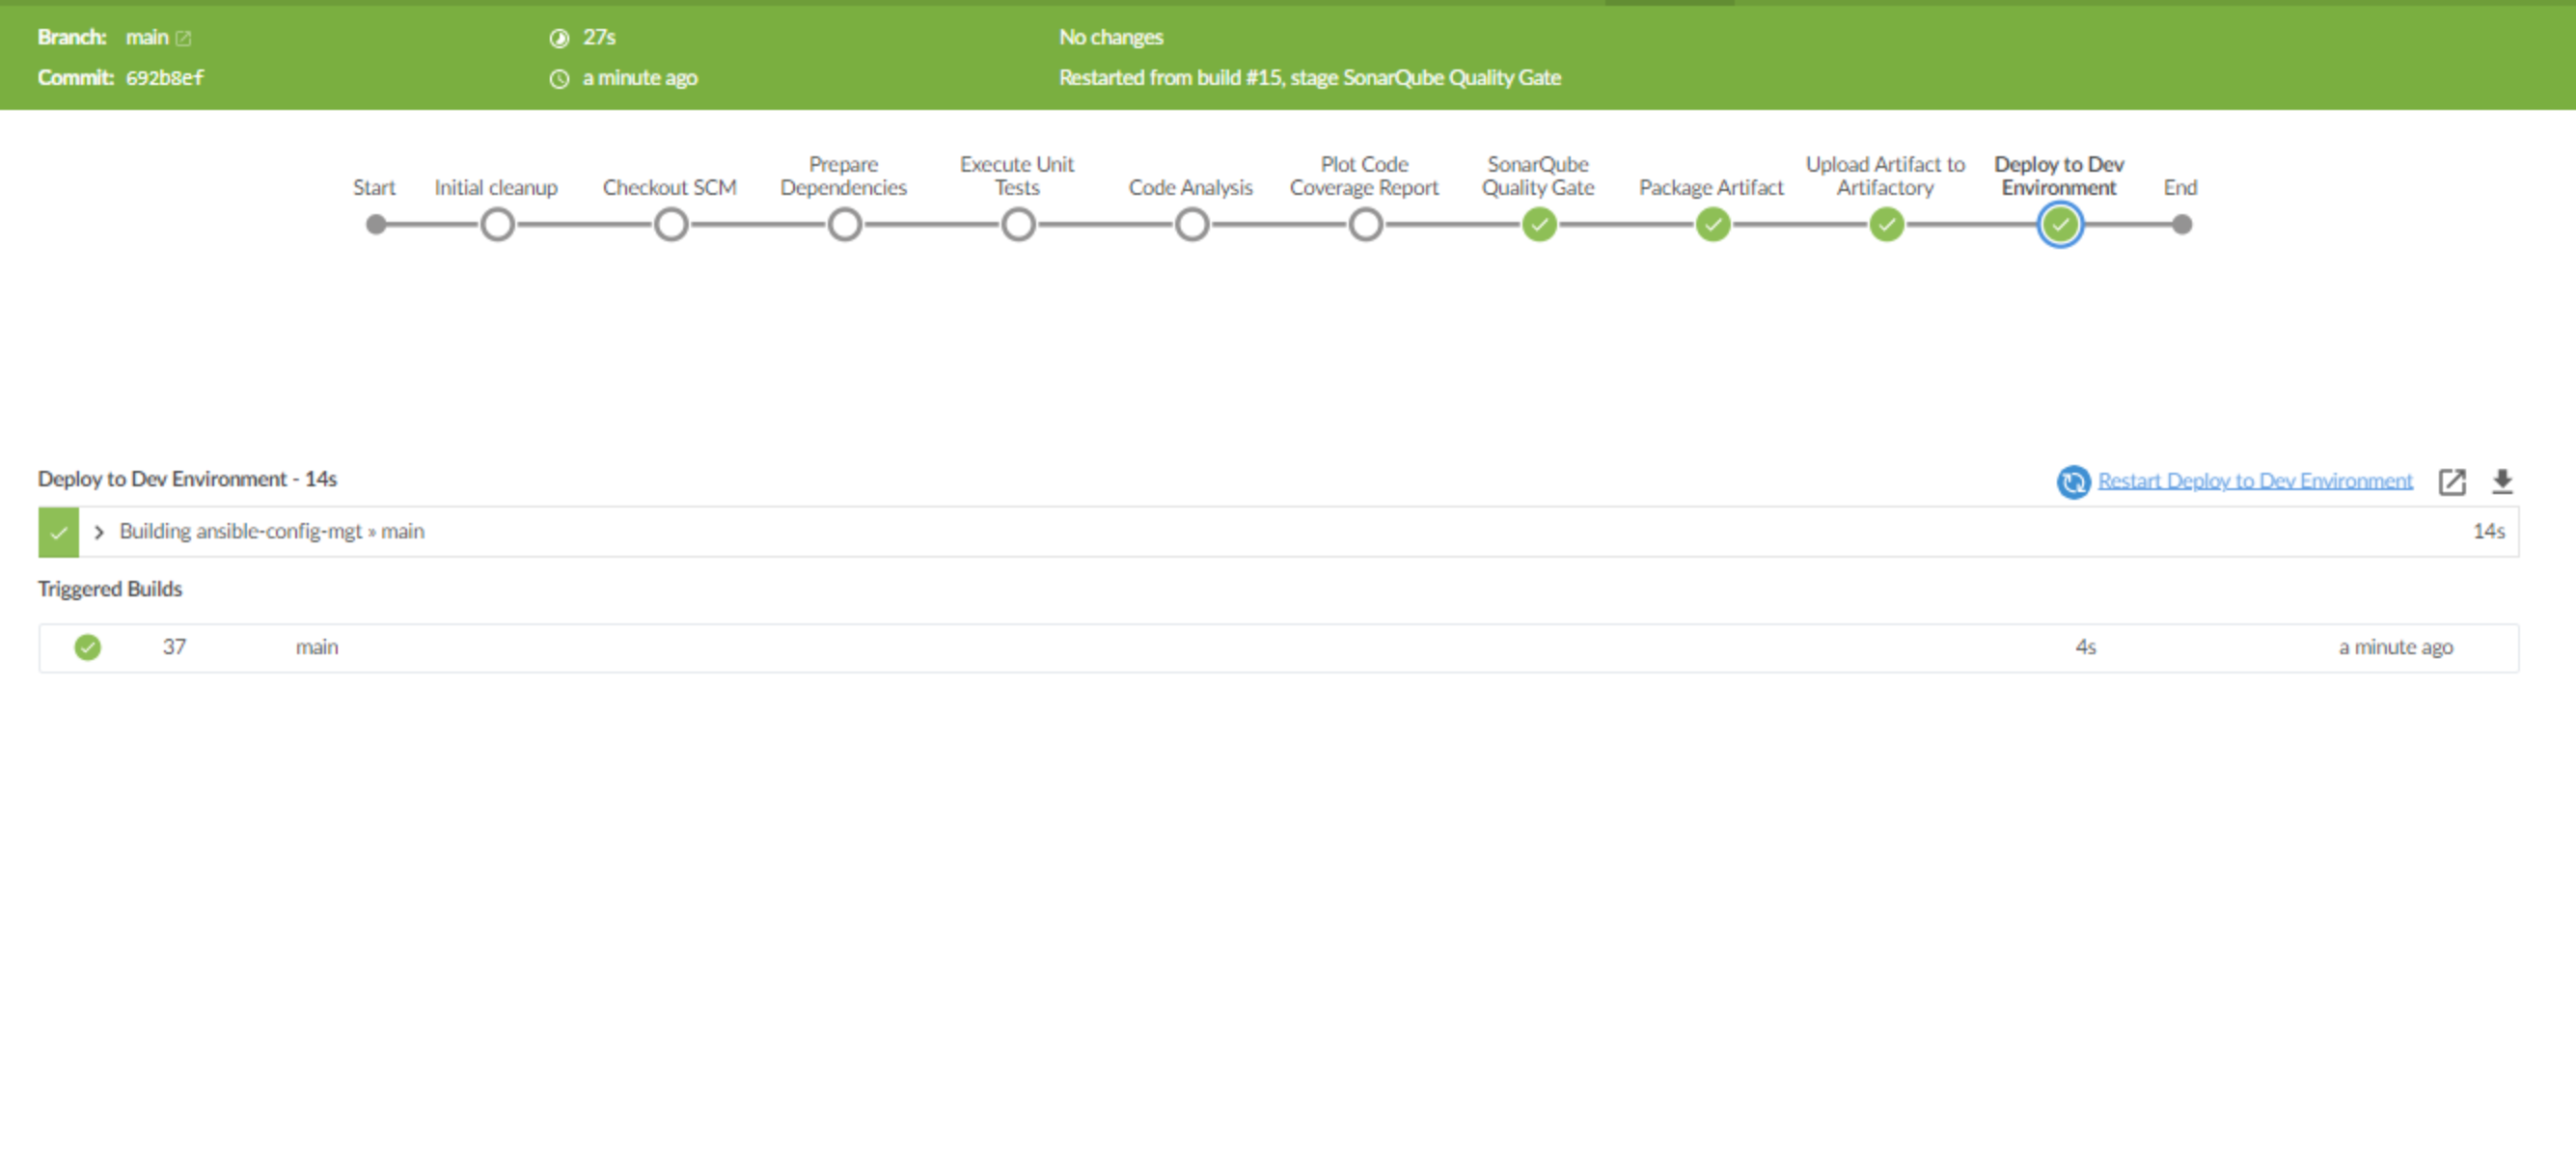 Branch: main
27s
No changes
Commit: 692b8ef
a minute ago
Restarted from build #15, stage SonarQube Quality Gate
Start
Initial cleanup
Checkout SCM
Prepare
Dependencies
Execute Unit
Tests
Code Analysis
Plot Code
Coverage Report
SonarQube
Quality Gate
Package Artifact
Upload Artifact to
Artifactory
Deploy to Dev
Environment
End
Deploy to Dev Environment - 14s
Restart Deploy to Dev Environment
Building ansible-config-mgt » main
14s
Triggered Builds
37 main 4s a minute ago